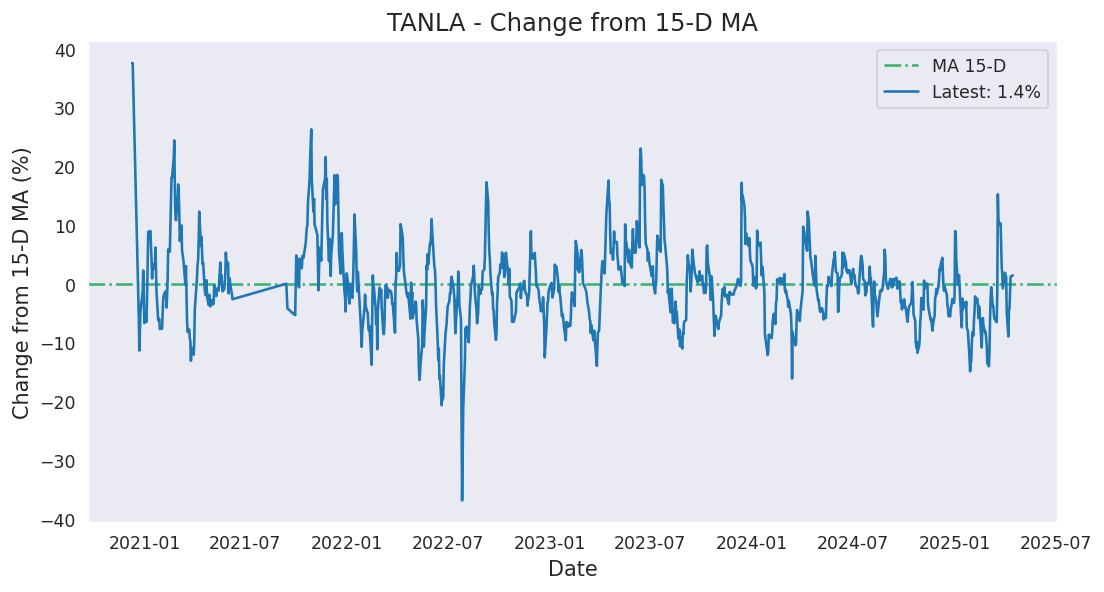 TANLA - Change from 15-D MA
MA 15-D
Latest: 1.4%
Change from 15-D MA (%)
40
30
20
10
0
−10
−20
−30
−40
2021-01 2021-07 2022-01 2022-07 2023-01 2023-07 2024-01 2024-07 2025-01 2025-07
Date